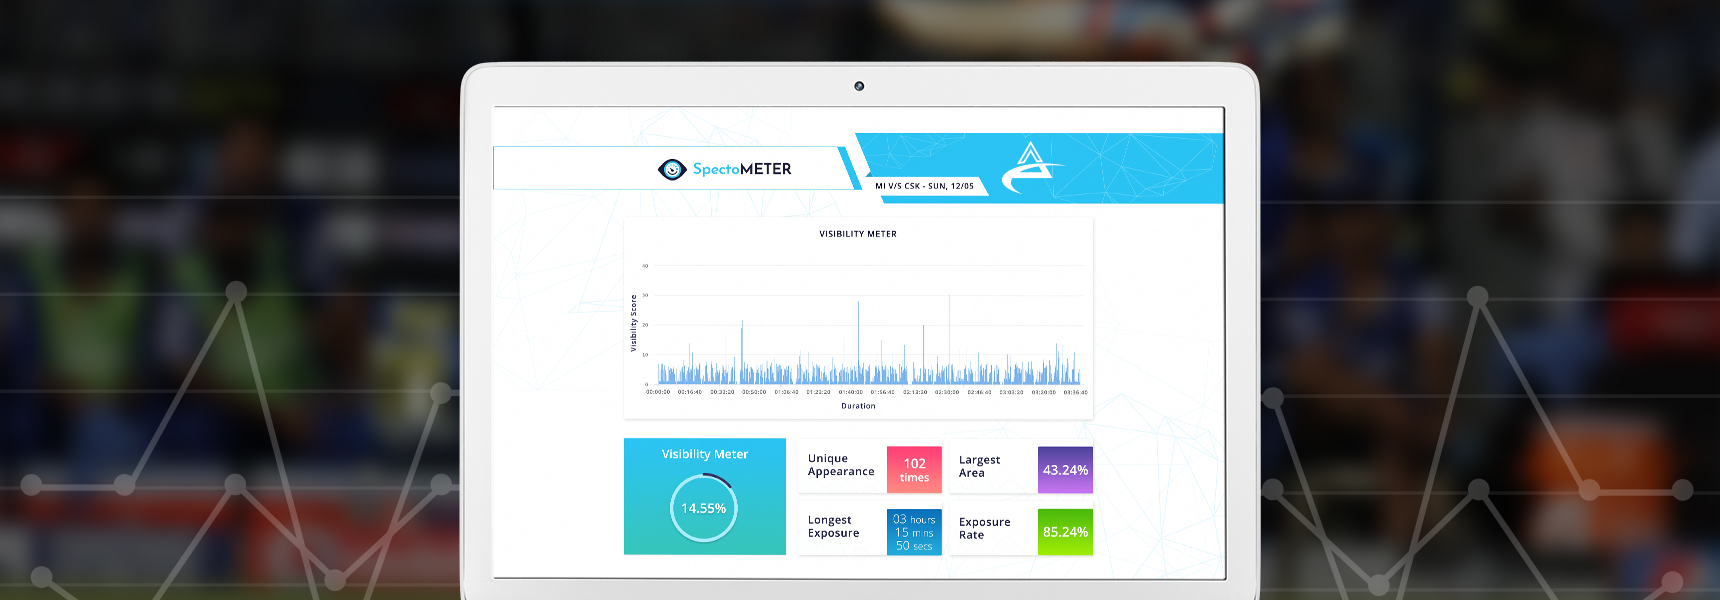 SpectoMETER
MI V/S CSK - SUN, 12/05
VISIBILITY METER
Visibility Score
40
30
20
10
0
00:00:00 00:16:40 00:33:20 00:50:00 01:06:40 01:23:20 01:40:00 01:56:40 02:13:20 02:30:00 02:46:40 03:03:20 03:20:00 03:36:40
Duration
Visibility Meter
14.55%
Unique
Appearance
102
times
Largest
Area
43.24%
Longest
Exposure
03 hours
15 mins
50 secs
Exposure
Rate
85.24%